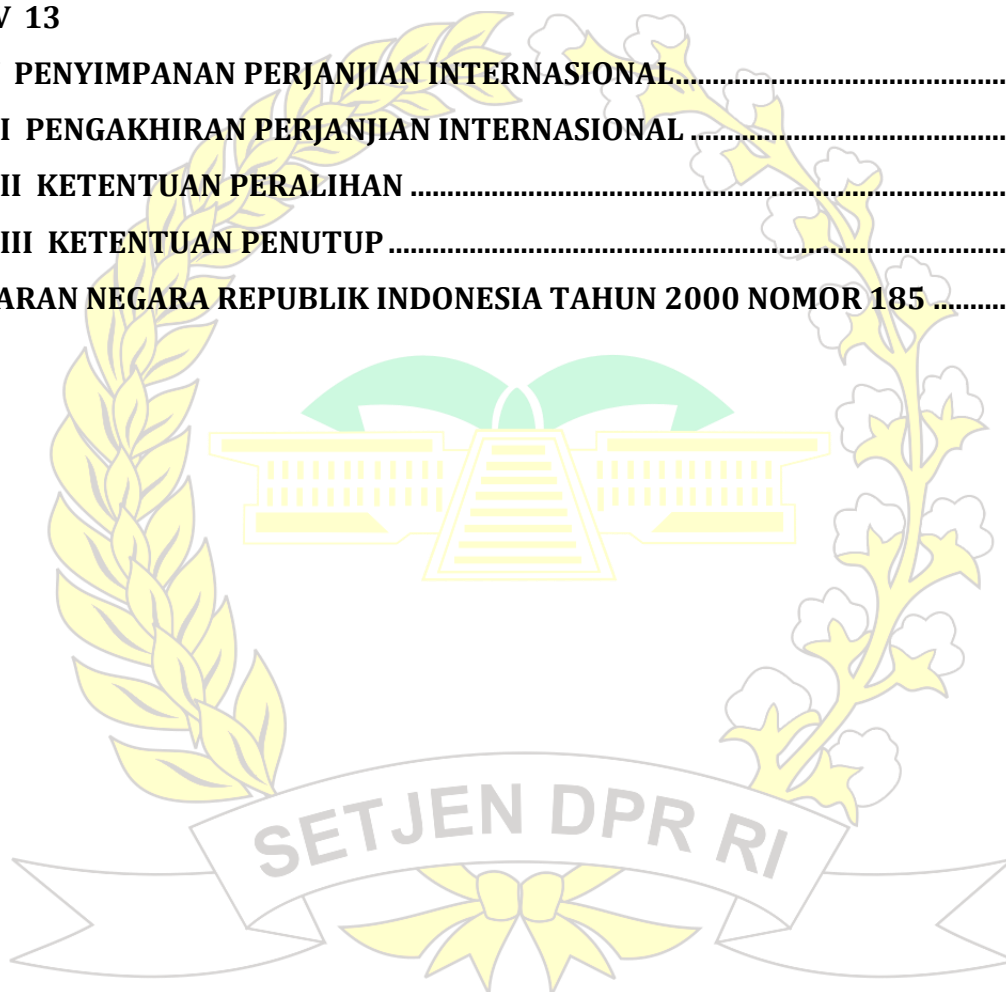 V 13
PENYIMPANAN PERJANJIAN INTERNASIONAL
I PENGAKHIRAN PERJANJIAN INTERNASIONAL
II KETENTUAN PERALIHAN
III KETENTUAN PENUTUP
ARAN NEGARA REPUBLIK INDONESIA TAHUN 2000 NOMOR 185
SETJEN DPR RI